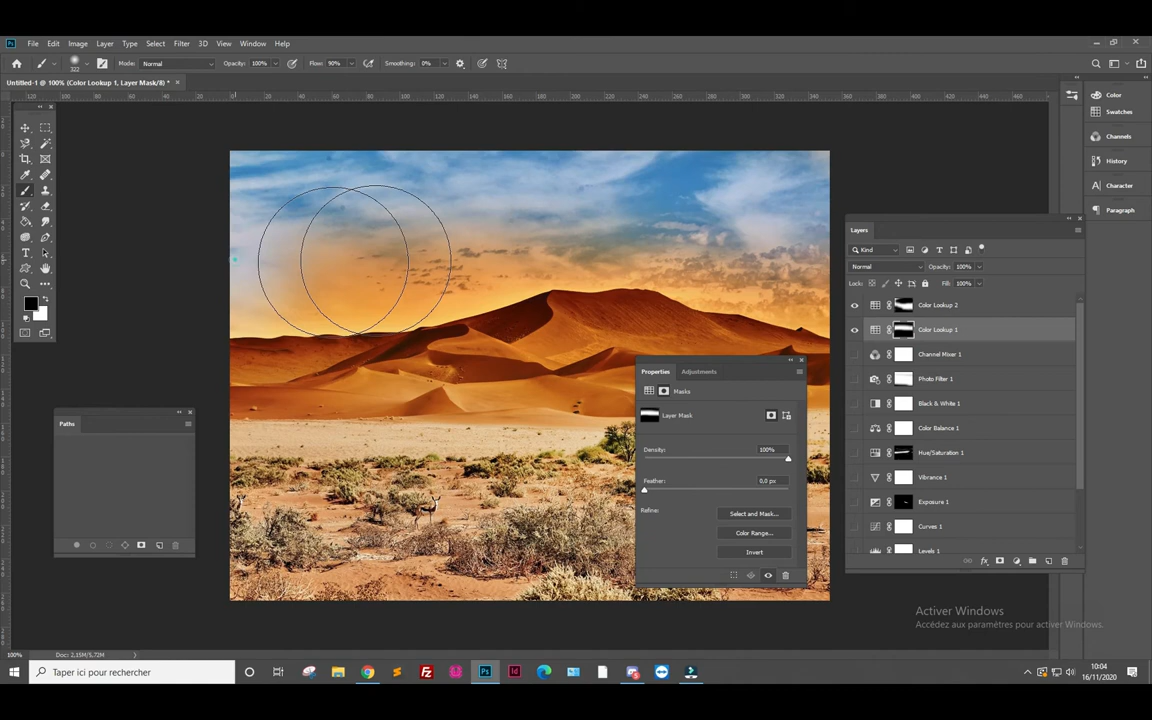 Ps File Edit Image Layer Type Select Filter 3D View Window Help
322 Mode: Normal Opacity: 100% Flow: 90% Smoothing: 0%
Untitled-1 @ 100% (Color Lookup 1, Layer Mask/8) *
Color
Swatches
Channels
History
Character
Paragraph
Layers
Kind
Normal Opacity: 100%
Lock: Fill: 100%
Color Lookup 2
Color Lookup 1
Channel Mixer 1
Photo Filter 1
Black & White 1
Color Balance 1
Hue/Saturation 1
Vibrance 1
Exposure 1
Curves 1
Levels 1
Properties Adjustments
Masks
Layer Mask
Density: 100%
Feather: 0,0 px
Refine:
Select and Mask...
Color Range...
Invert
Paths
Activer Windows
Accédez aux paramètres pour activer Windows.
100% Doc: 2,15M/5,72M
Taper ici pour rechercher
10:04
16/11/2020